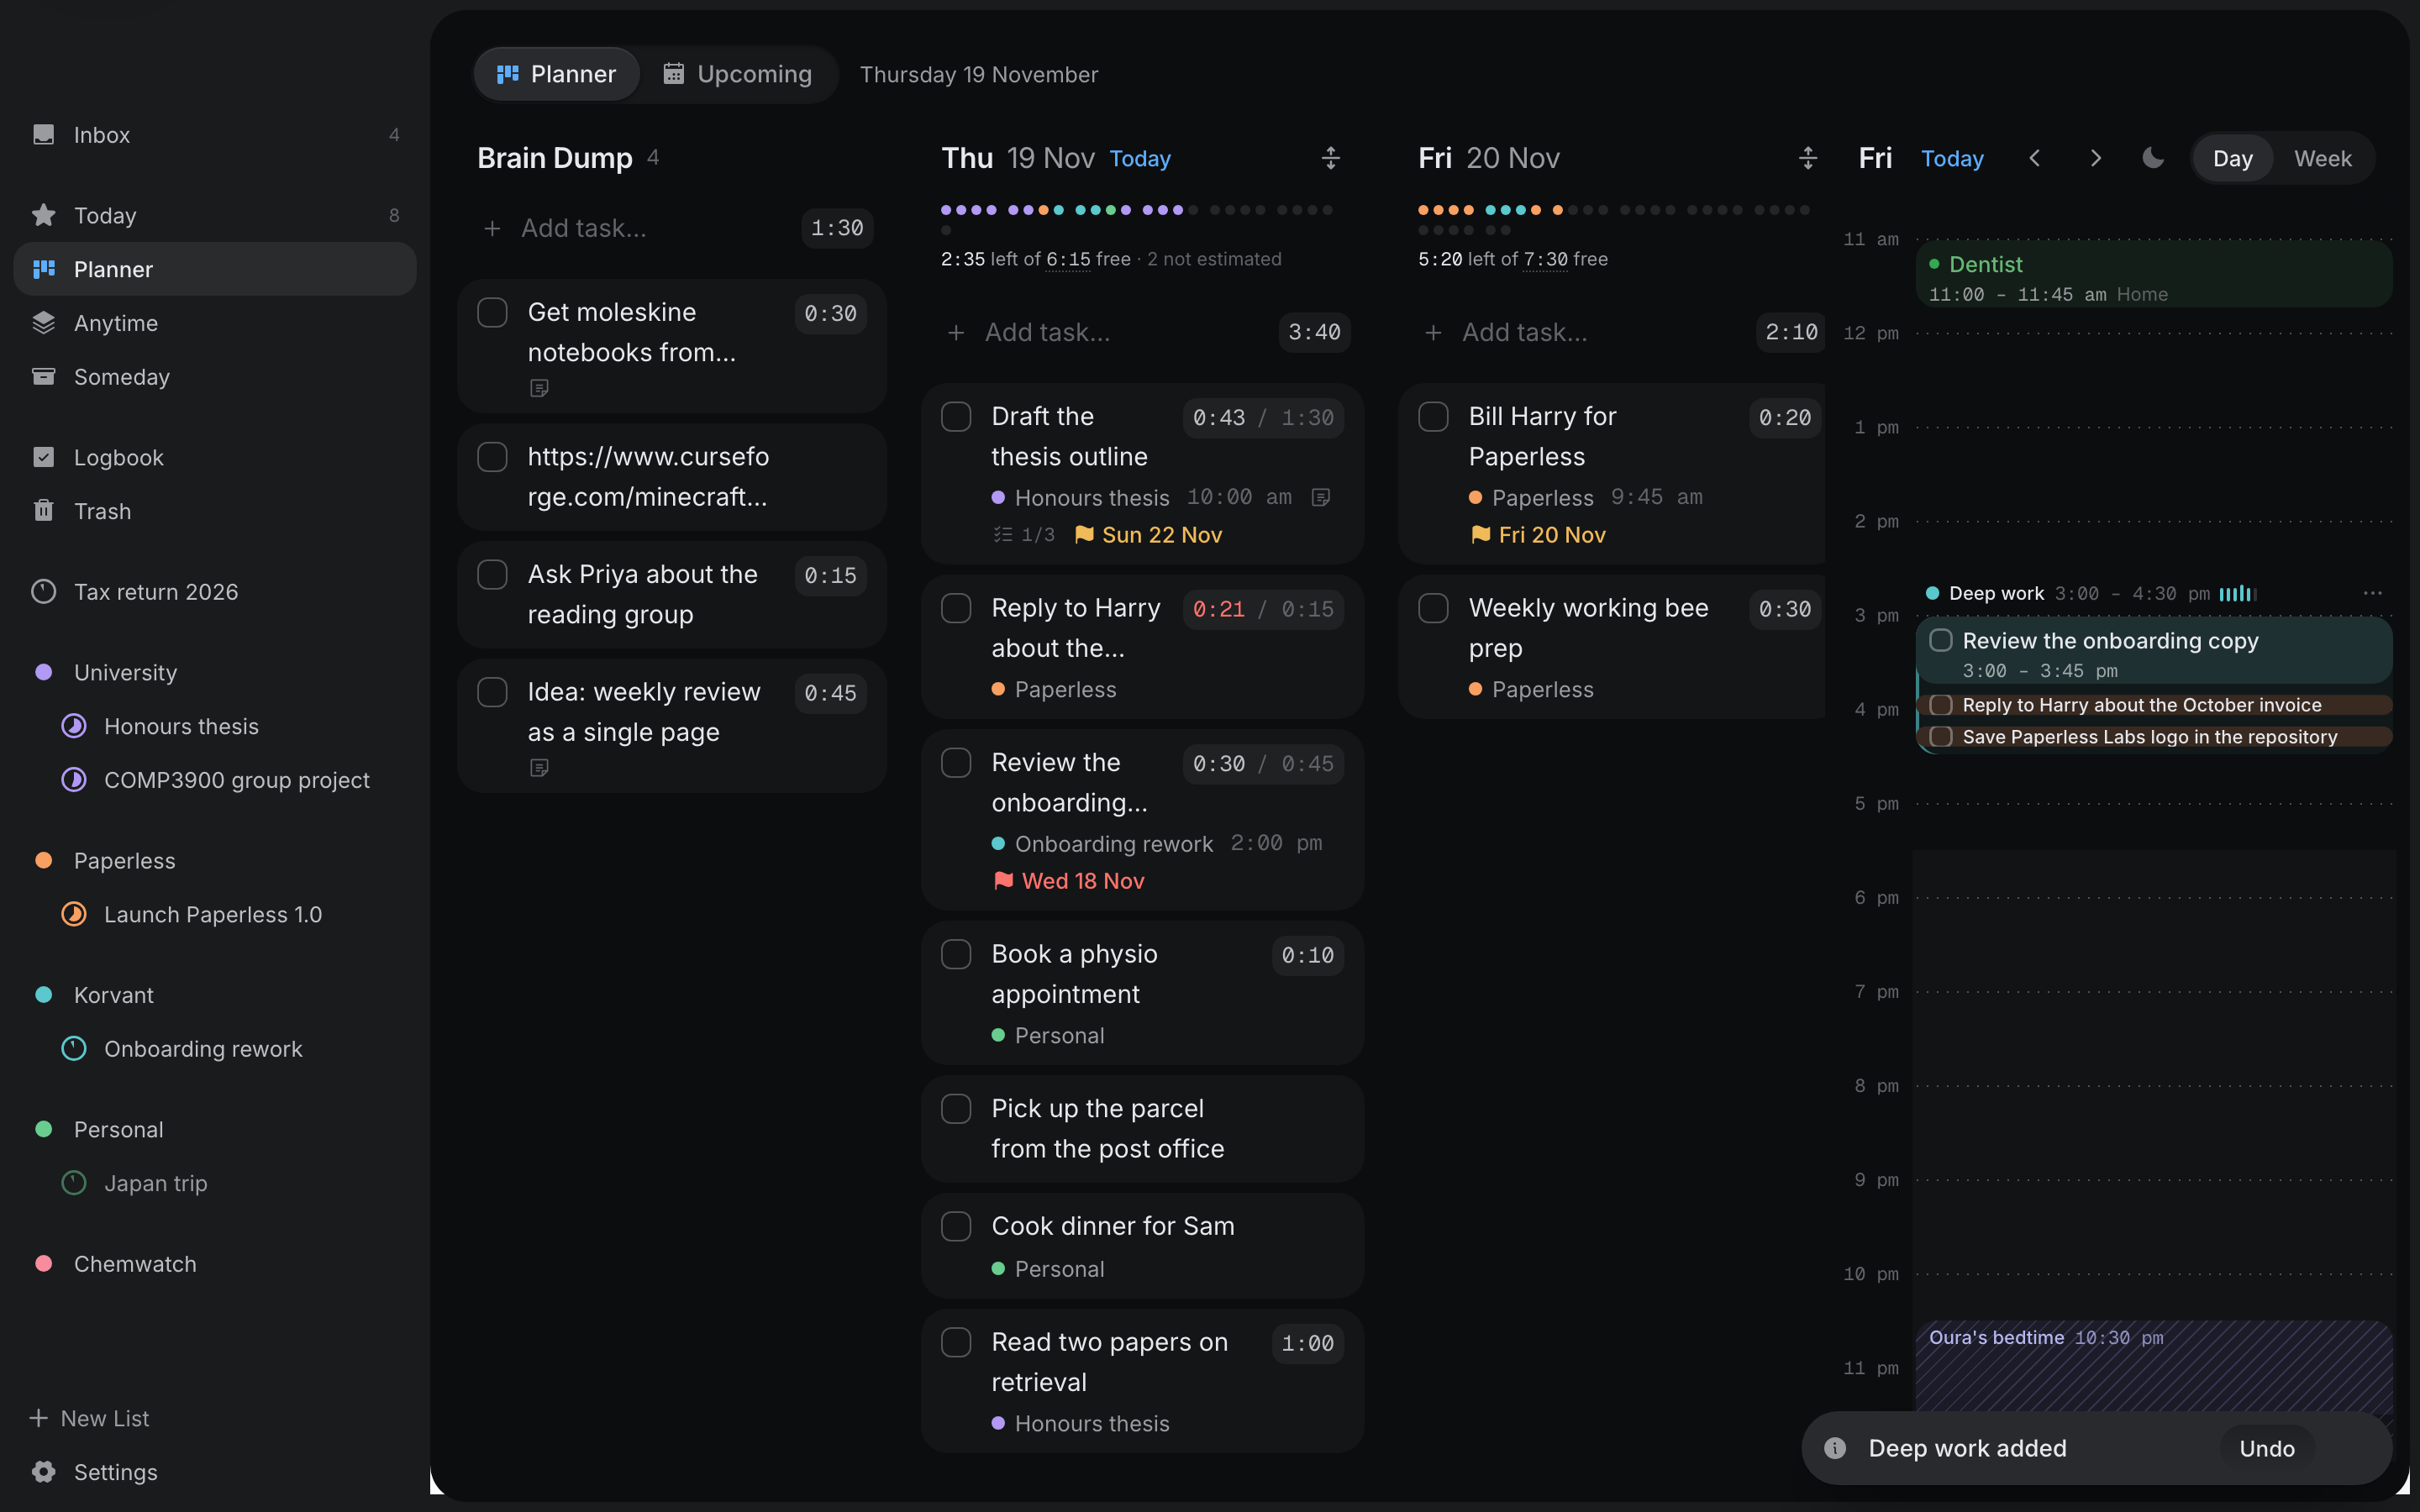 Inbox 4
Today 8
Planner
Anytime
Someday
Logbook
Trash
Tax return 2026
University
Honours thesis
COMP3900 group project
Paperless
Launch Paperless 1.0
Korvant
Onboarding rework
Personal
Japan trip
Chemwatch
New List
Settings
Planner Upcoming Thursday 19 November
Brain Dump 4
Add task... 1:30
Get moleskine 0:30
notebooks from...
https://www.cursefo
rge.com/minecraft...
Ask Priya about the 0:15
reading group
Idea: weekly review 0:45
as a single page
Thu 19 Nov Today
2:35 left of 6:15 free · 2 not estimated
Add task... 3:40
Draft the 0:43 / 1:30
thesis outline
Honours thesis 10:00 am
1/3 Sun 22 Nov
Reply to Harry 0:21 / 0:15
about the...
Paperless
Review the 0:30 / 0:45
onboarding...
Onboarding rework 2:00 pm
Wed 18 Nov
Book a physio 0:10
appointment
Personal
Pick up the parcel
from the post office
Cook dinner for Sam
Personal
Read two papers on 1:00
retrieval
Honours thesis
Fri 20 Nov
5:20 left of 7:30 free
Add task... 2:10
Bill Harry for 0:20
Paperless
Paperless 9:45 am
Fri 20 Nov
Weekly working bee 0:30
prep
Paperless
Fri Today Day Week
11 am
Dentist
11:00 - 11:45 am Home
12 pm
1 pm
2 pm
Deep work 3:00 - 4:30 pm
3 pm
Review the onboarding copy
3:00 - 3:45 pm
Reply to Harry about the October invoice
4 pm
Save Paperless Labs logo in the repository
5 pm
6 pm
7 pm
8 pm
9 pm
10 pm
Oura's bedtime 10:30 pm
11 pm
Deep work added Undo